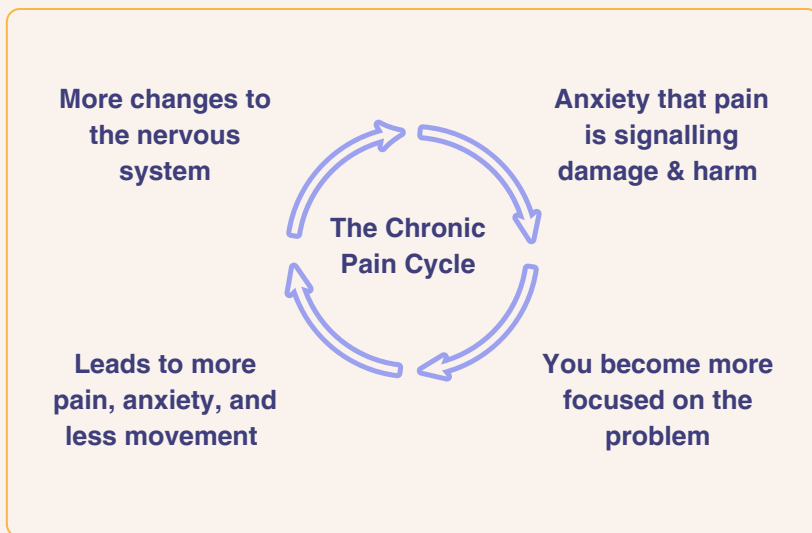 More changes to
the nervous
system
Anxiety that pain
is signalling
damage & harm
The Chronic
Pain Cycle
Leads to more
pain, anxiety, and
less movement
You become more
focused on the
problem